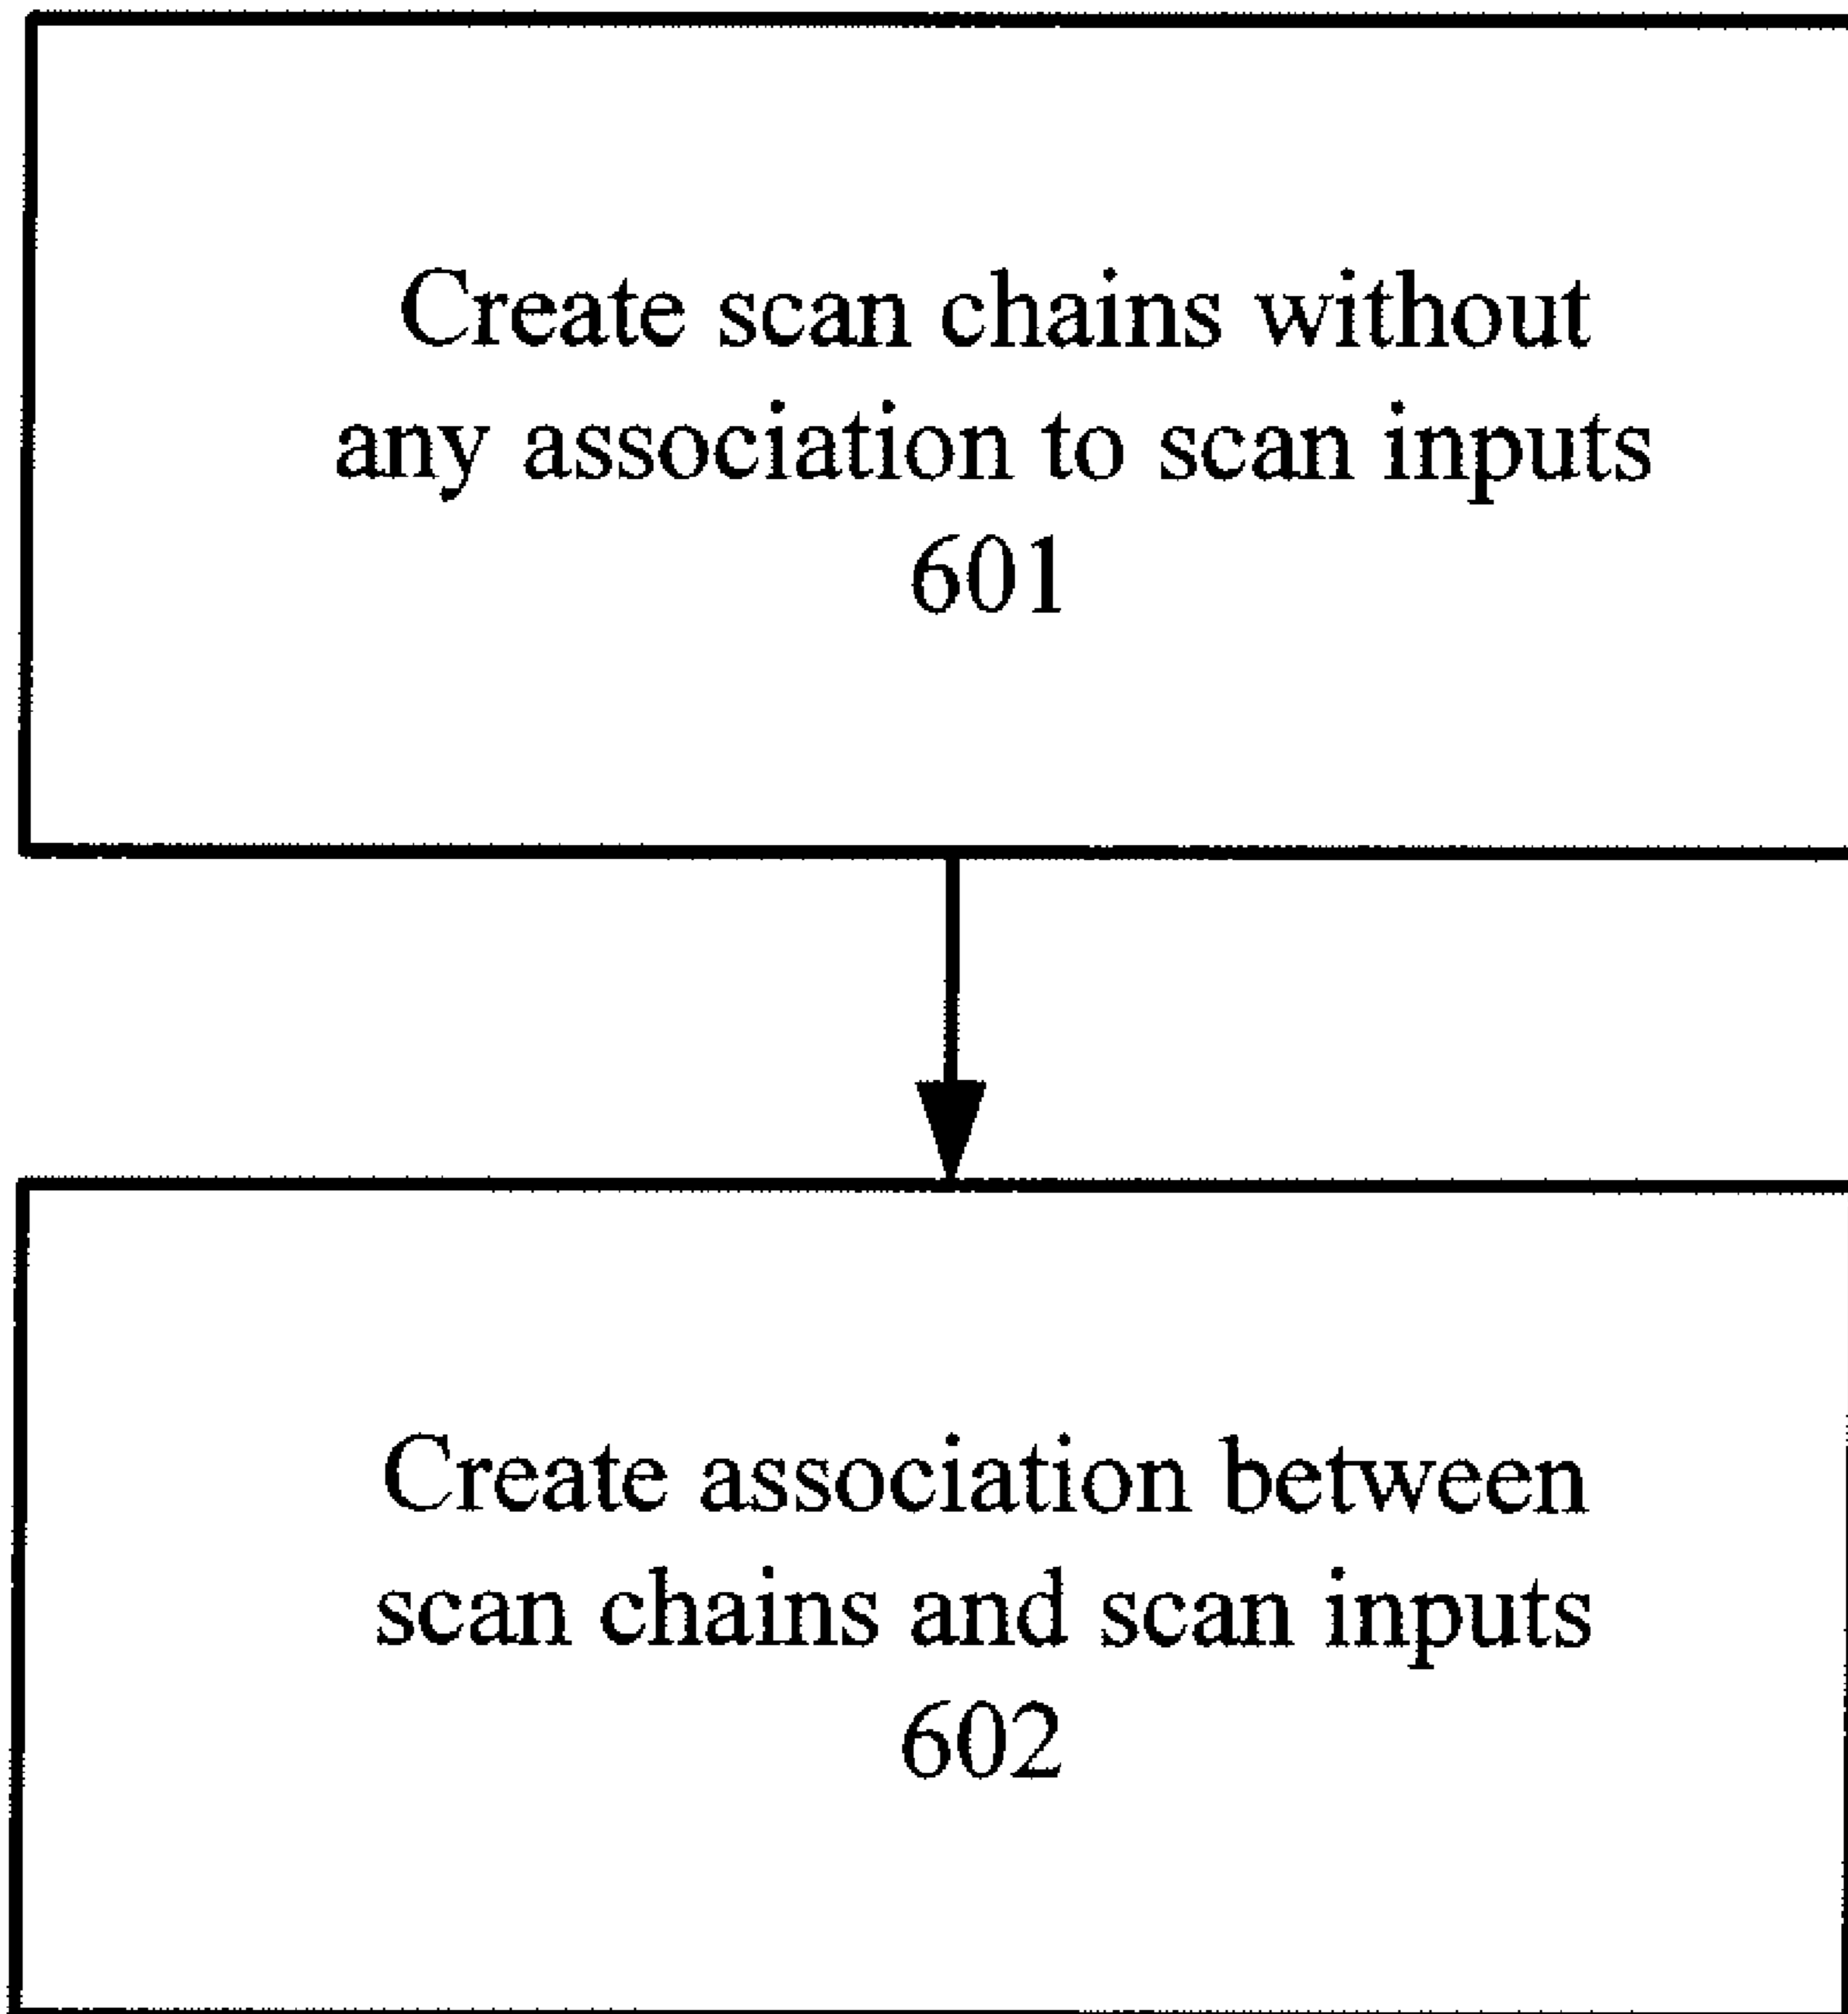 Create scan chains without
any association to scan inputs
601
Create association between
scan chains and scan inputs
602